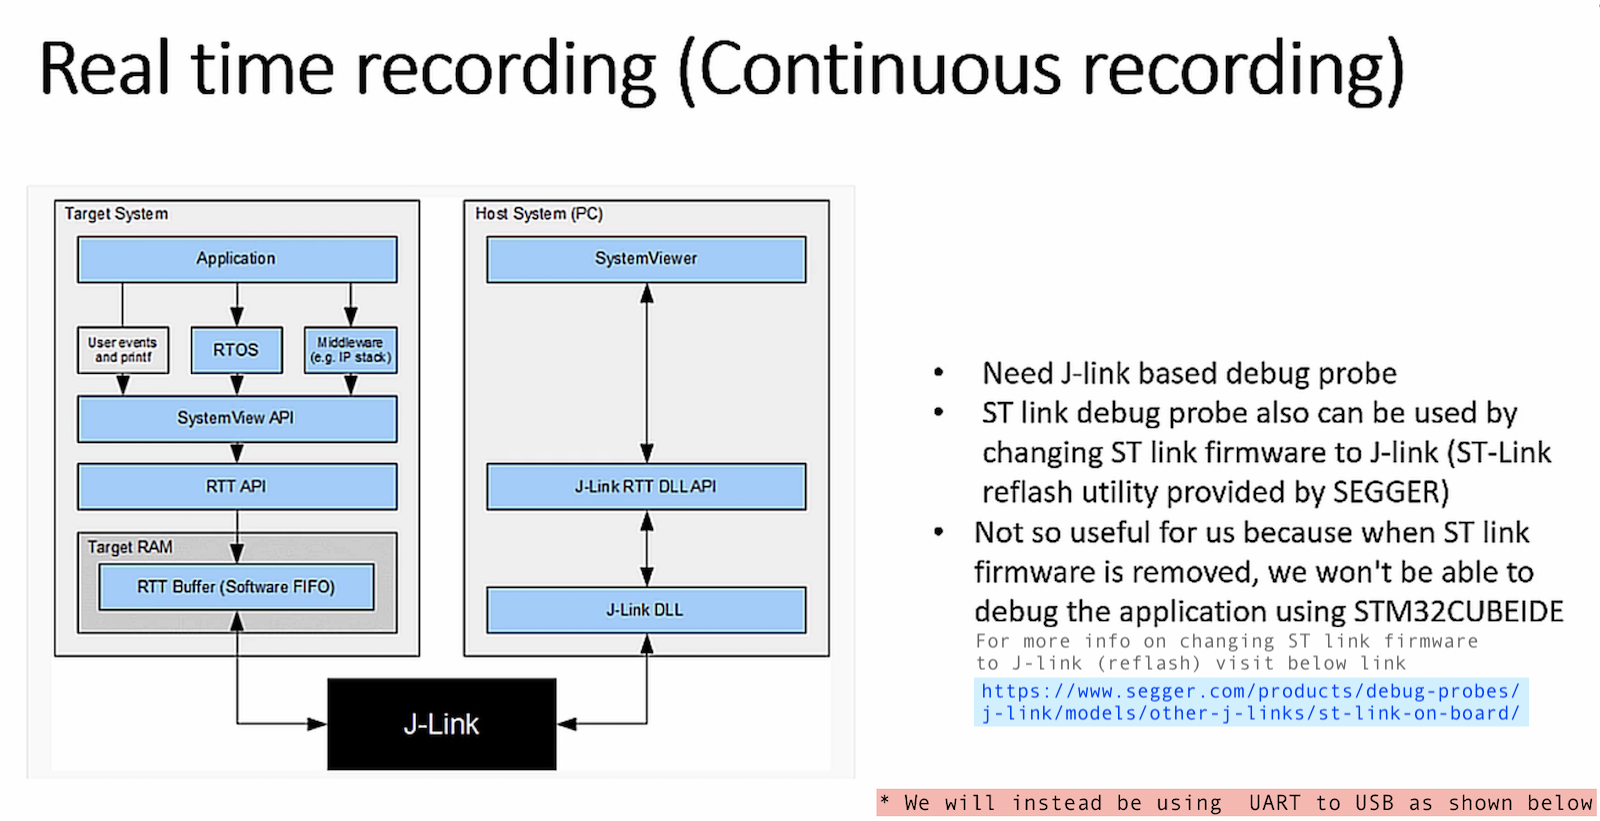 Real time recording (Continuous recording)
Target System
Application
User events
and printf
RTOS
Middleware
(e.g. IP stack)
SystemView API
RTT API
Target RAM
RTT Buffer (Software FIFO)
Host System (PC)
SystemViewer
J-Link RTT DLL API
J-Link DLL
J-Link
• Need J-link based debug probe
• ST link debug probe also can be used by
changing ST link firmware to J-link (ST-Link
reflash utility provided by SEGGER)
• Not so useful for us because when ST link
firmware is removed, we won't be able to
debug the application using STM32CUBEIDE
For more info on changing ST link firmware
to J-link (reflash) visit below link
https://www.segger.com/products/debug-probes/
j-link/models/other-j-links/st-link-on-board/
* We will instead be using UART to USB as shown below